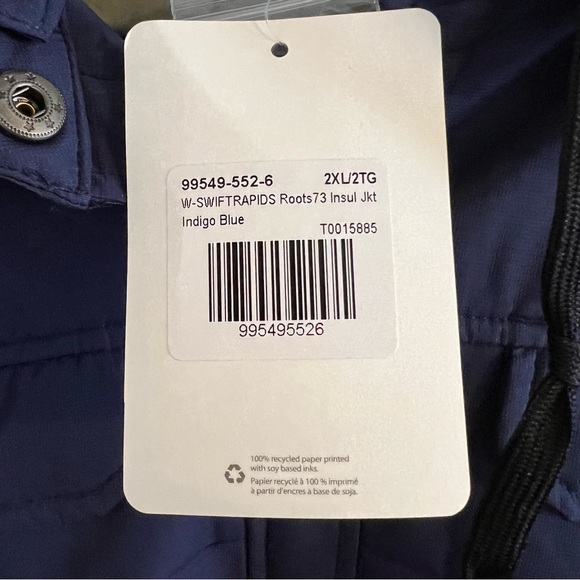 99549-552-6 2XL/2TG
W-SWIFTRAPIDS Roots73 Insul Jkt
Indigo Blue
T0015885
995495526
100% recycled paper printed
with soy based inks.
Papier recyclé à 100 % imprimé
à partir d'encres à base de soja.